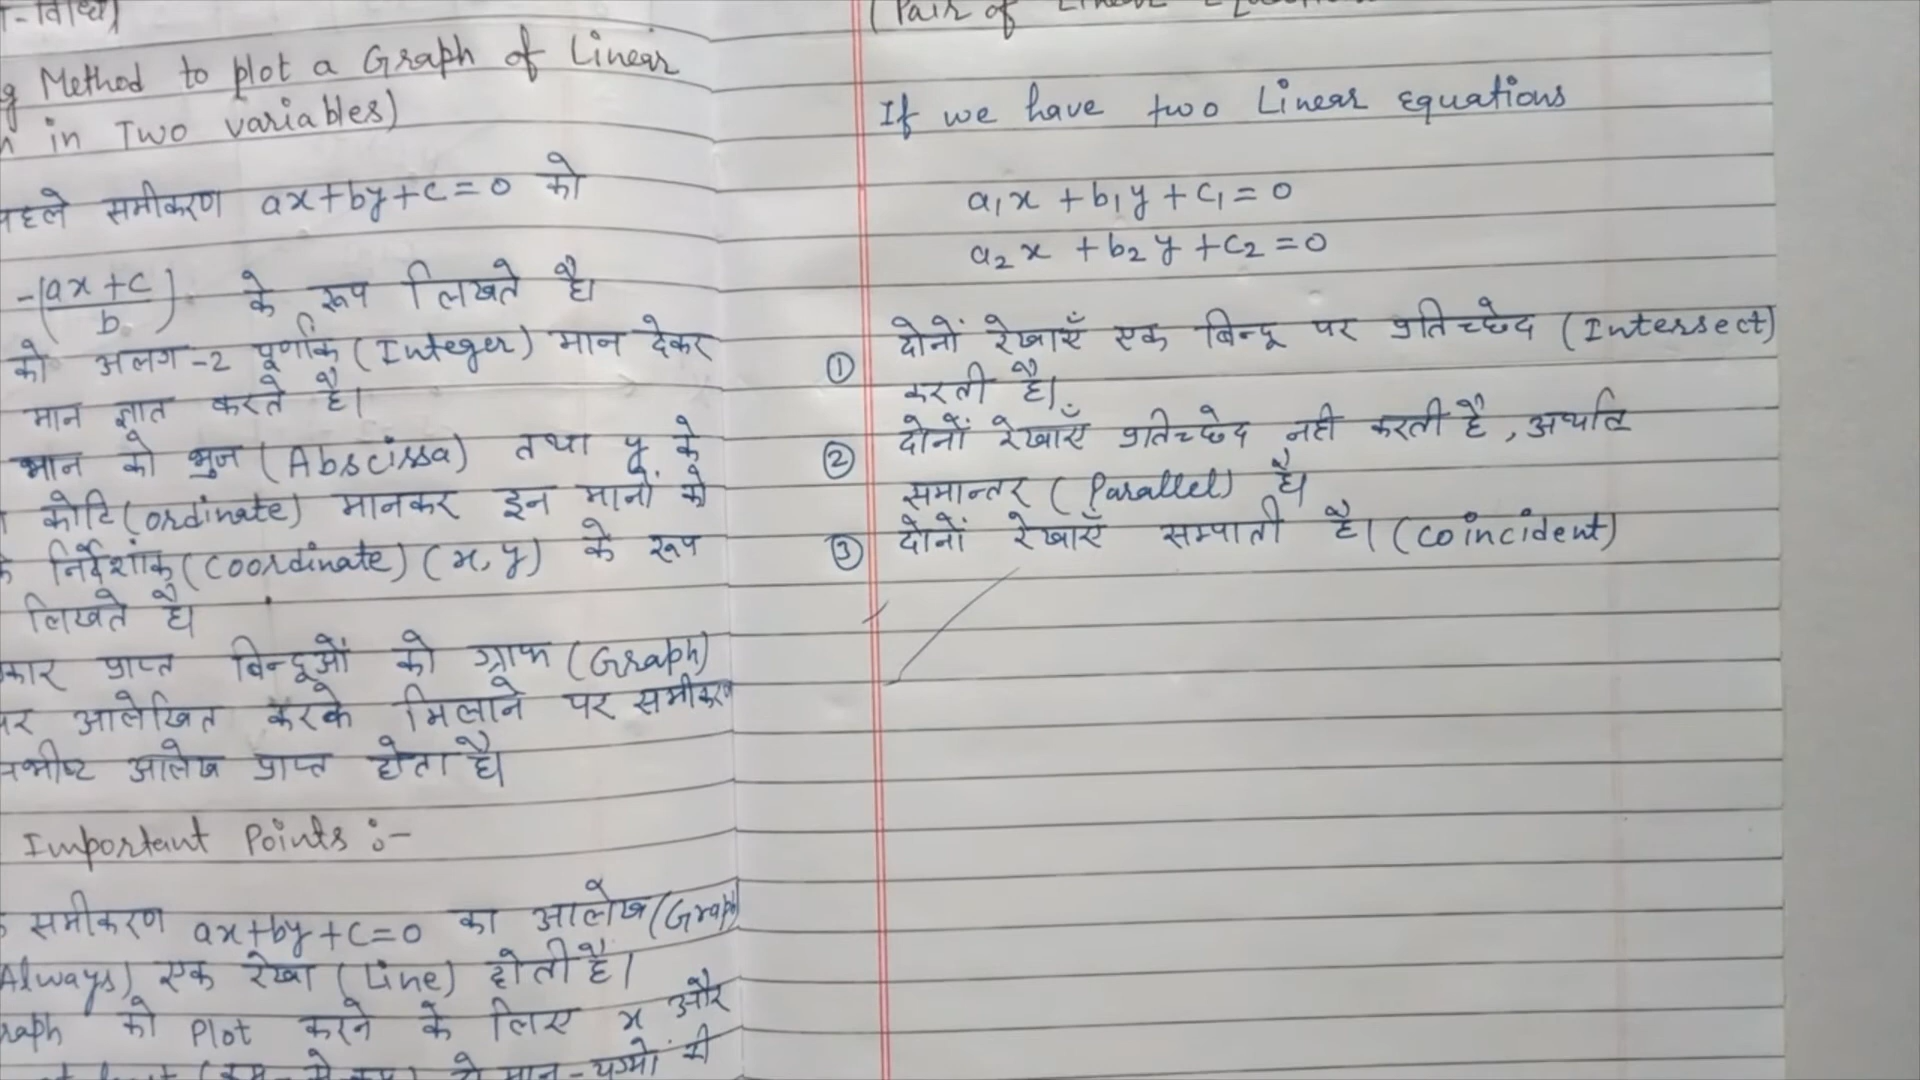 Method to plot a Graph of Linear
in Two variables)
समीकरण ax+by+c=0 को
-(ax+c/b) के रूप लिखते है।
को अलग-2 पूर्णांक (Integer) मान देकर
मान ज्ञात करते है।
मान को भुज (Abscissa) तथा y के
कोटि (ordinate) मानकर इन मानों को
निर्देशांक (coordinate) (x, y) के रूप
लिखते है।
प्राप्त बिन्दूओं को ग्राफ (Graph)
आलेखित करके मिलाने पर समीकरण
आलेख प्राप्त होता है।
Important Points :-
समीकरण ax+by+c=0 का आलेख (Graph
Always) एक रेखा (Line) होती है।
को Plot करने के लिए x और
(Pair of Linear
If we have two Linear Equations
a₁x + b₁y + c₁ = 0
a₂x + b₂y + c₂ = 0
① दोनों रेखाएँ एक बिन्दू पर प्रतिच्छेद (Intersect)
करती है।
② दोनों रेखाएँ प्रतिच्छेद नही करती है, अर्थात
समान्तर (Parallel) है।
③ दोनों रेखाएँ सम्पाती है। (coincident)